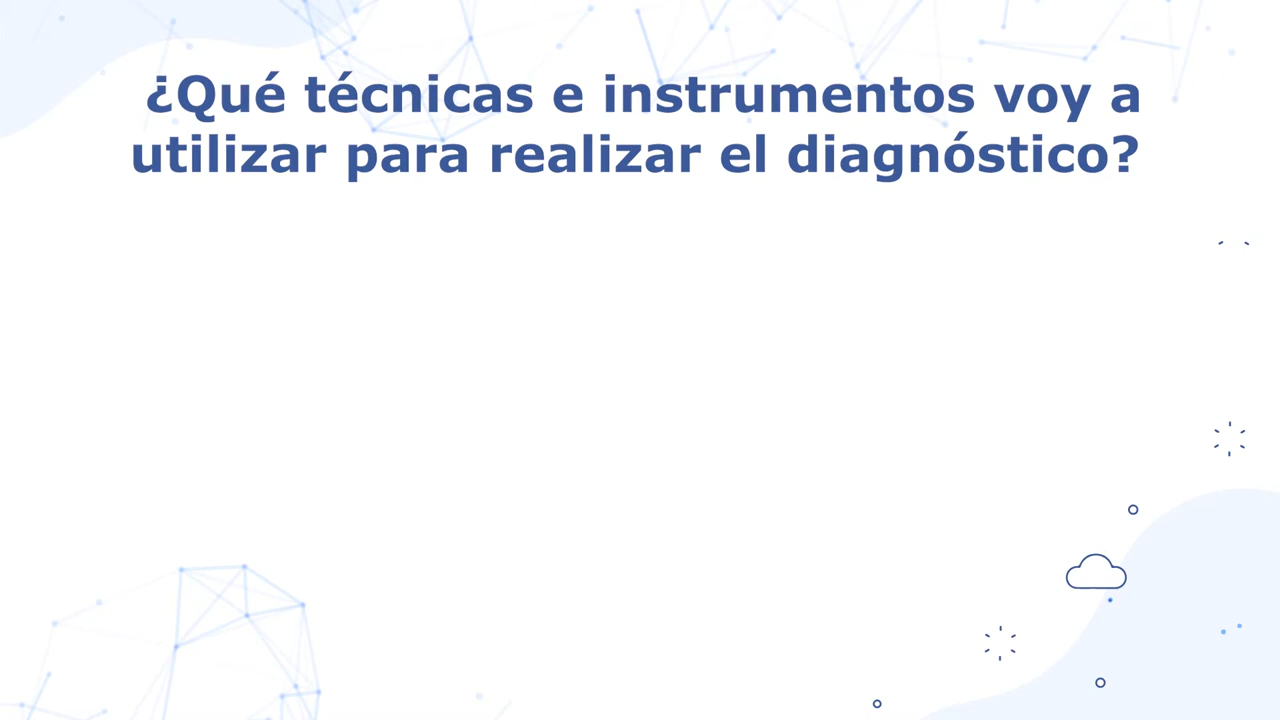 ¿Qué técnicas e instrumentos voy a
utilizar para realizar el diagnóstico?